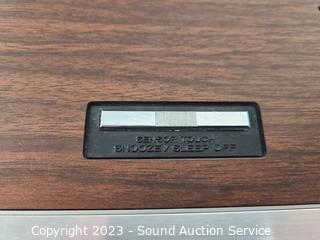 SENSOR TOUCH
SNOOZE / SLEEP OFF
Copyright 2023 - Sound Auction Service